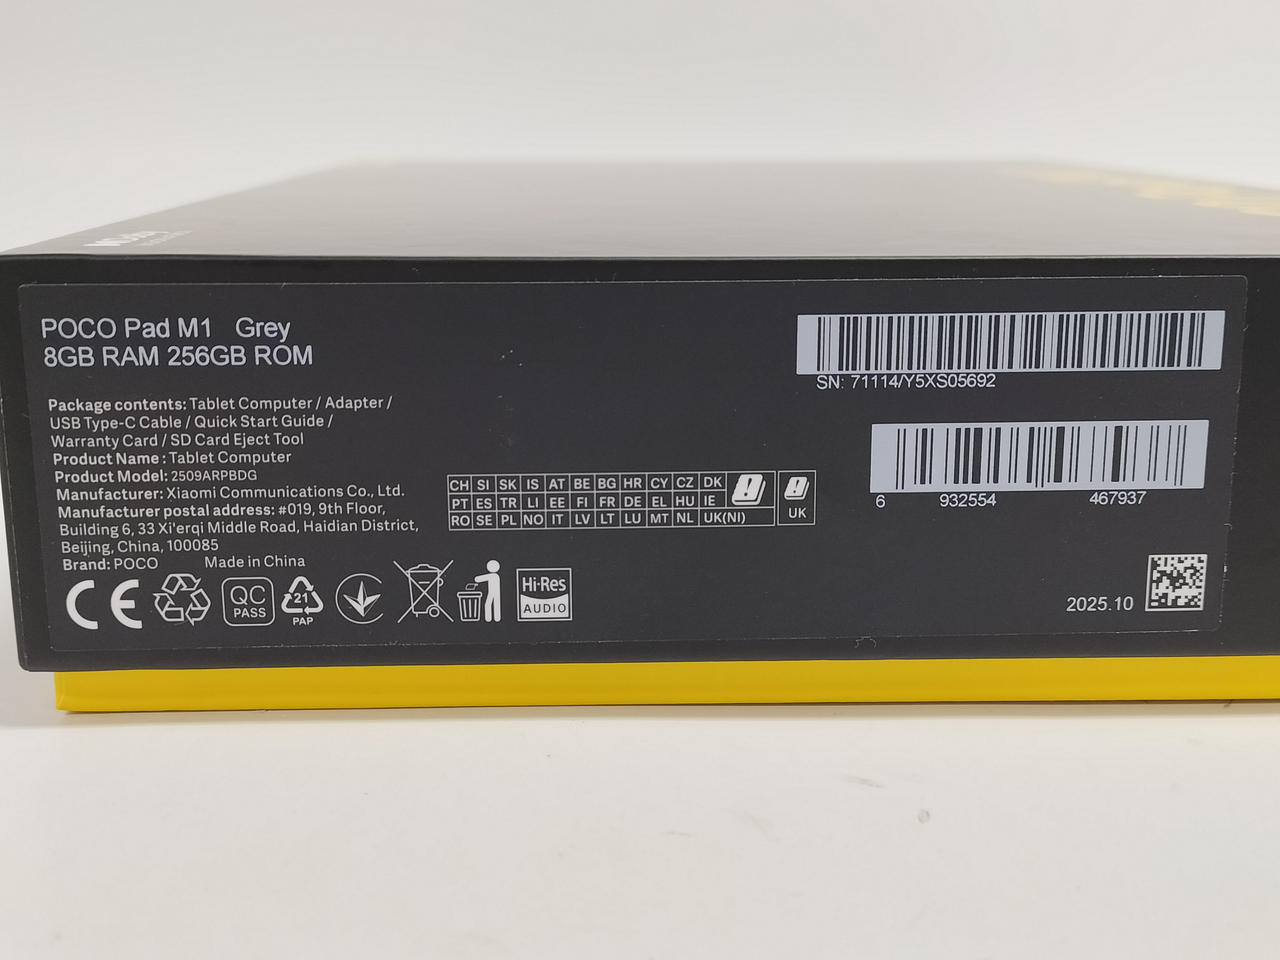 POCO Pad M1 Grey
8GB RAM 256GB ROM
Package contents: Tablet Computer / Adapter /
USB Type-C Cable / Quick Start Guide /
Warranty Card / SD Card Eject Tool
Product Name: Tablet Computer
Product Model: 2509ARPBDG
Manufacturer: Xiaomi Communications Co., Ltd.
Manufacturer postal address: #019, 9th Floor,
Building 6, 33 Xi'erqi Middle Road, Haidian District,
Beijing, China, 100085
Brand: POCO Made in China
CE
QC
PASS
21
PAP
Hi-Res
AUDIO
CH SI SK IS AT BE BG HR CY CZ DK
PT ES TR LI EE FI FR DE EL HU IE
RO SE PL NO IT LV LT LU MT NL UK(NI)
UK
SN: 71114/Y5XS05692
6 932554 467937
2025.10